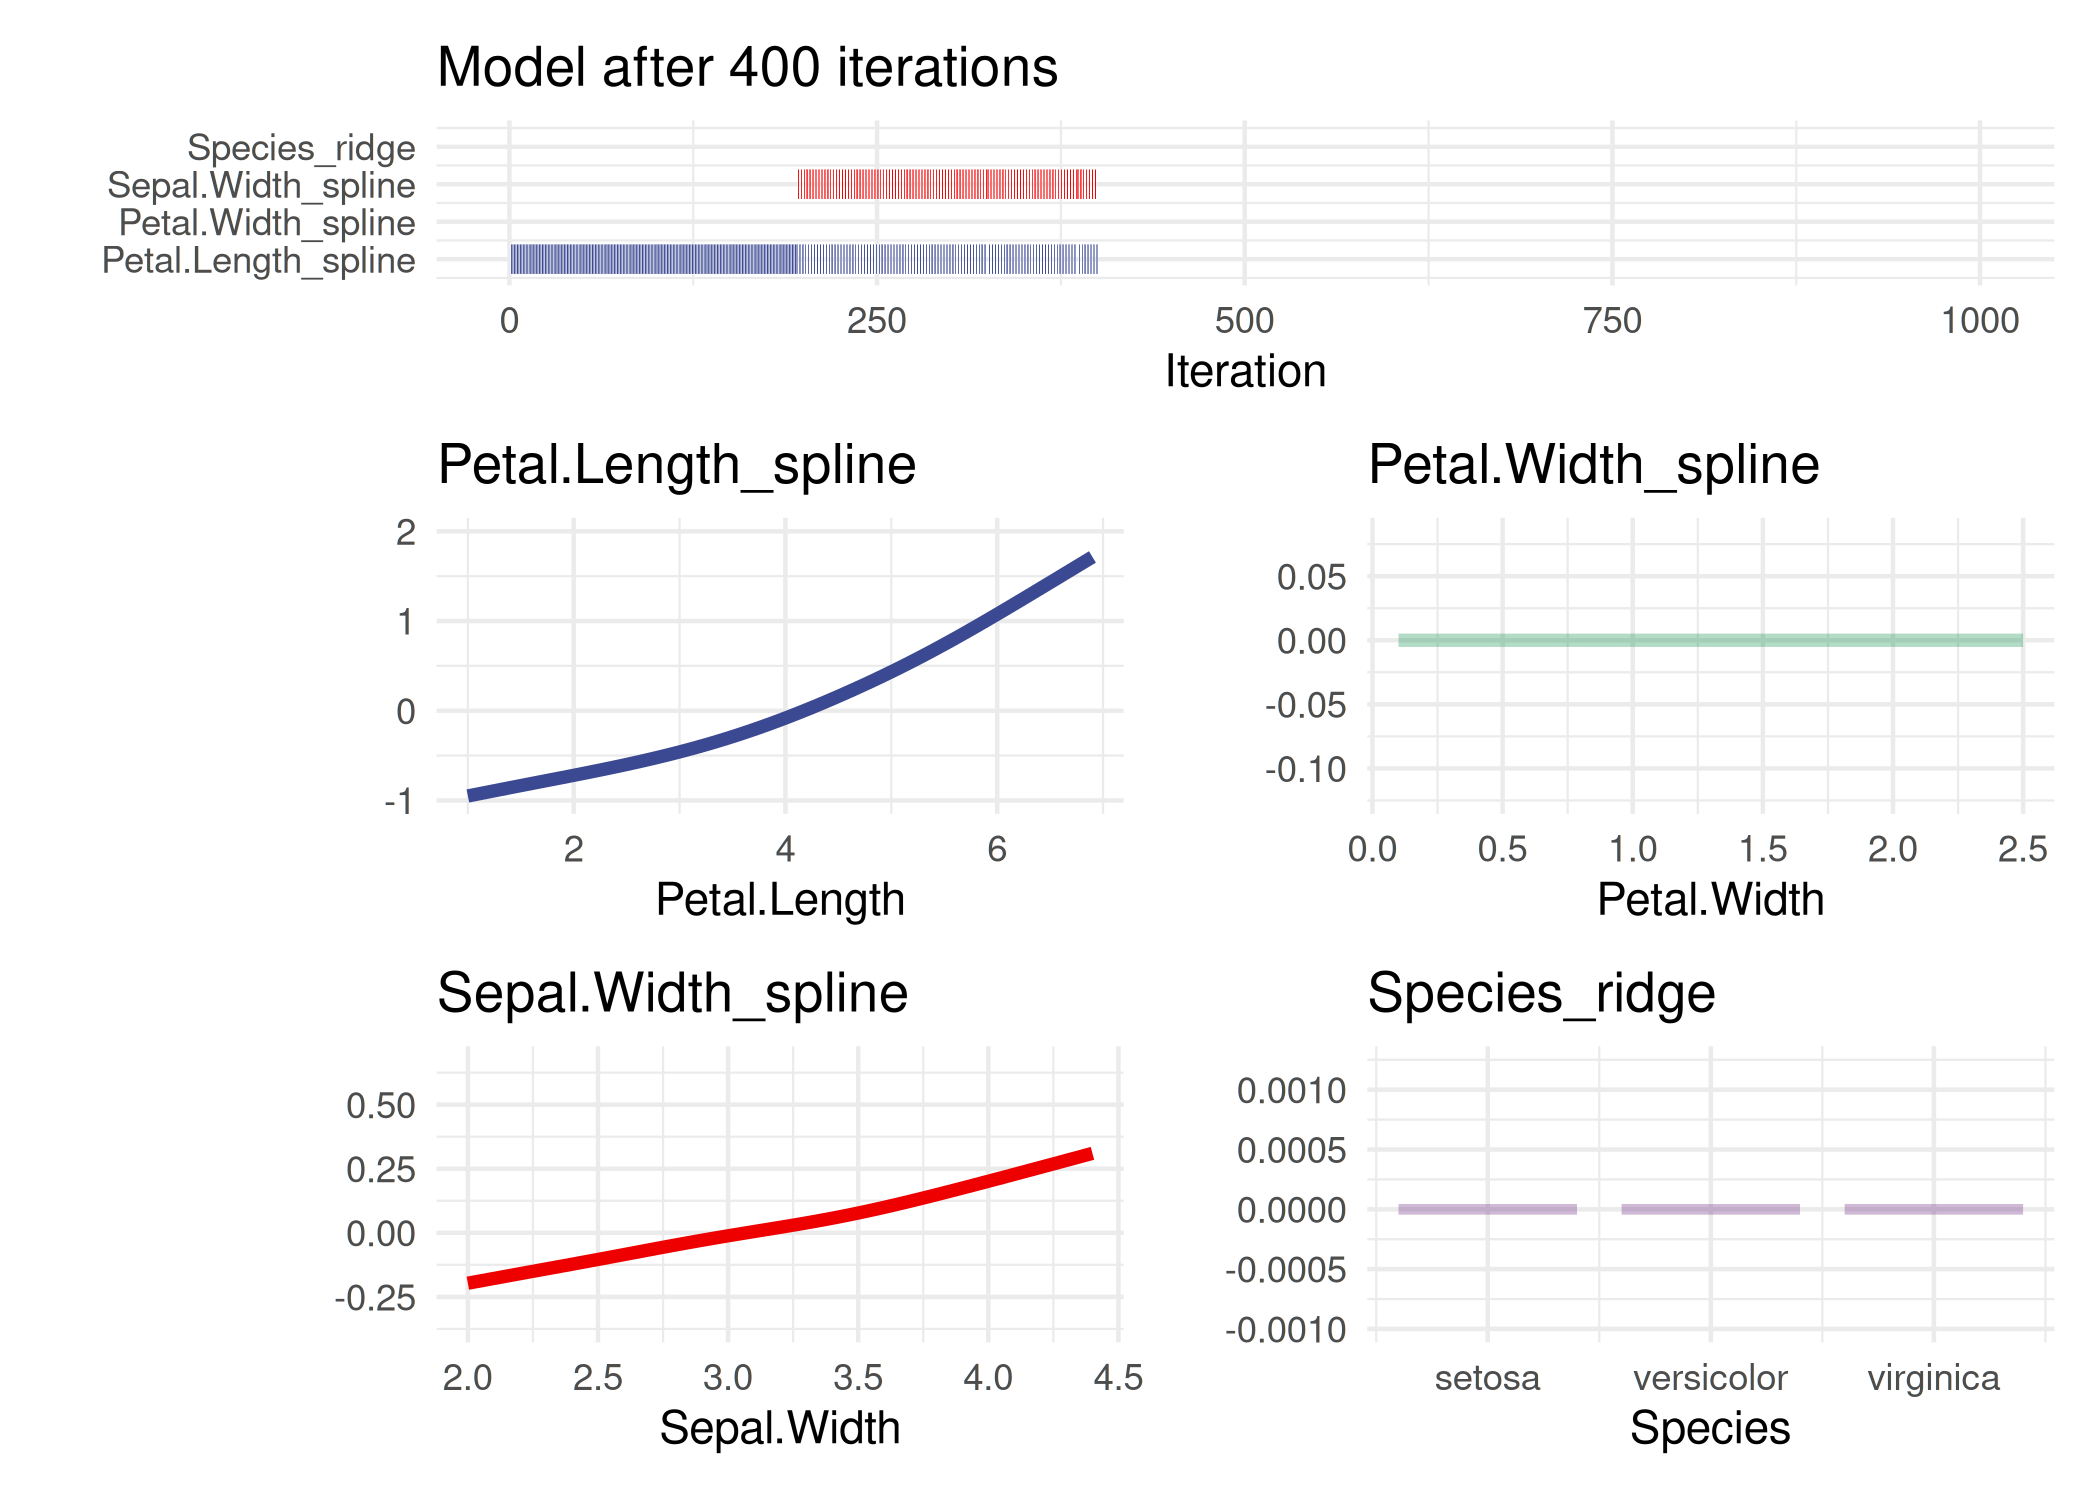 Model after 400 iterations
Species_ridge
Sepal.Width_spline
Petal.Width_spline
Petal.Length_spline
0 250 500 750 1000
Iteration
Petal.Length_spline
2
1
0
-1
2 4 6
Petal.Length
Petal.Width_spline
0.05
0.00
-0.05
-0.10
0.0 0.5 1.0 1.5 2.0 2.5
Petal.Width
Sepal.Width_spline
0.50
0.25
0.00
-0.25
2.0 2.5 3.0 3.5 4.0 4.5
Sepal.Width
Species_ridge
0.0010
0.0005
0.0000
-0.0005
-0.0010
setosa versicolor virginica
Species